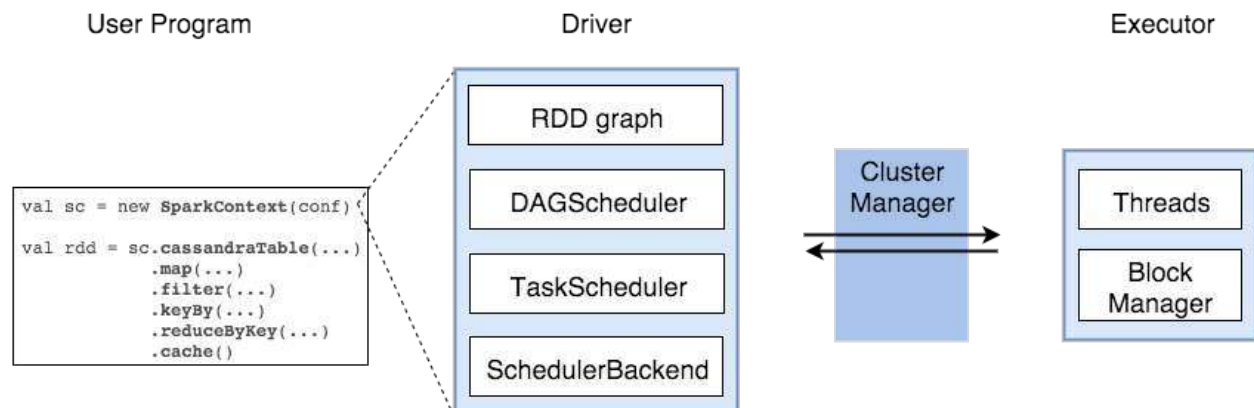 User Program
Driver
Executor
val sc = new SparkContext(conf)
val rdd = sc.cassandraTable(...)
.map(...)
.filter(...)
.keyBy(...)
.reduceByKey(...)
.cache()
RDD graph
DAGScheduler
TaskScheduler
SchedulerBackend
Cluster
Manager
Threads
Block
Manager